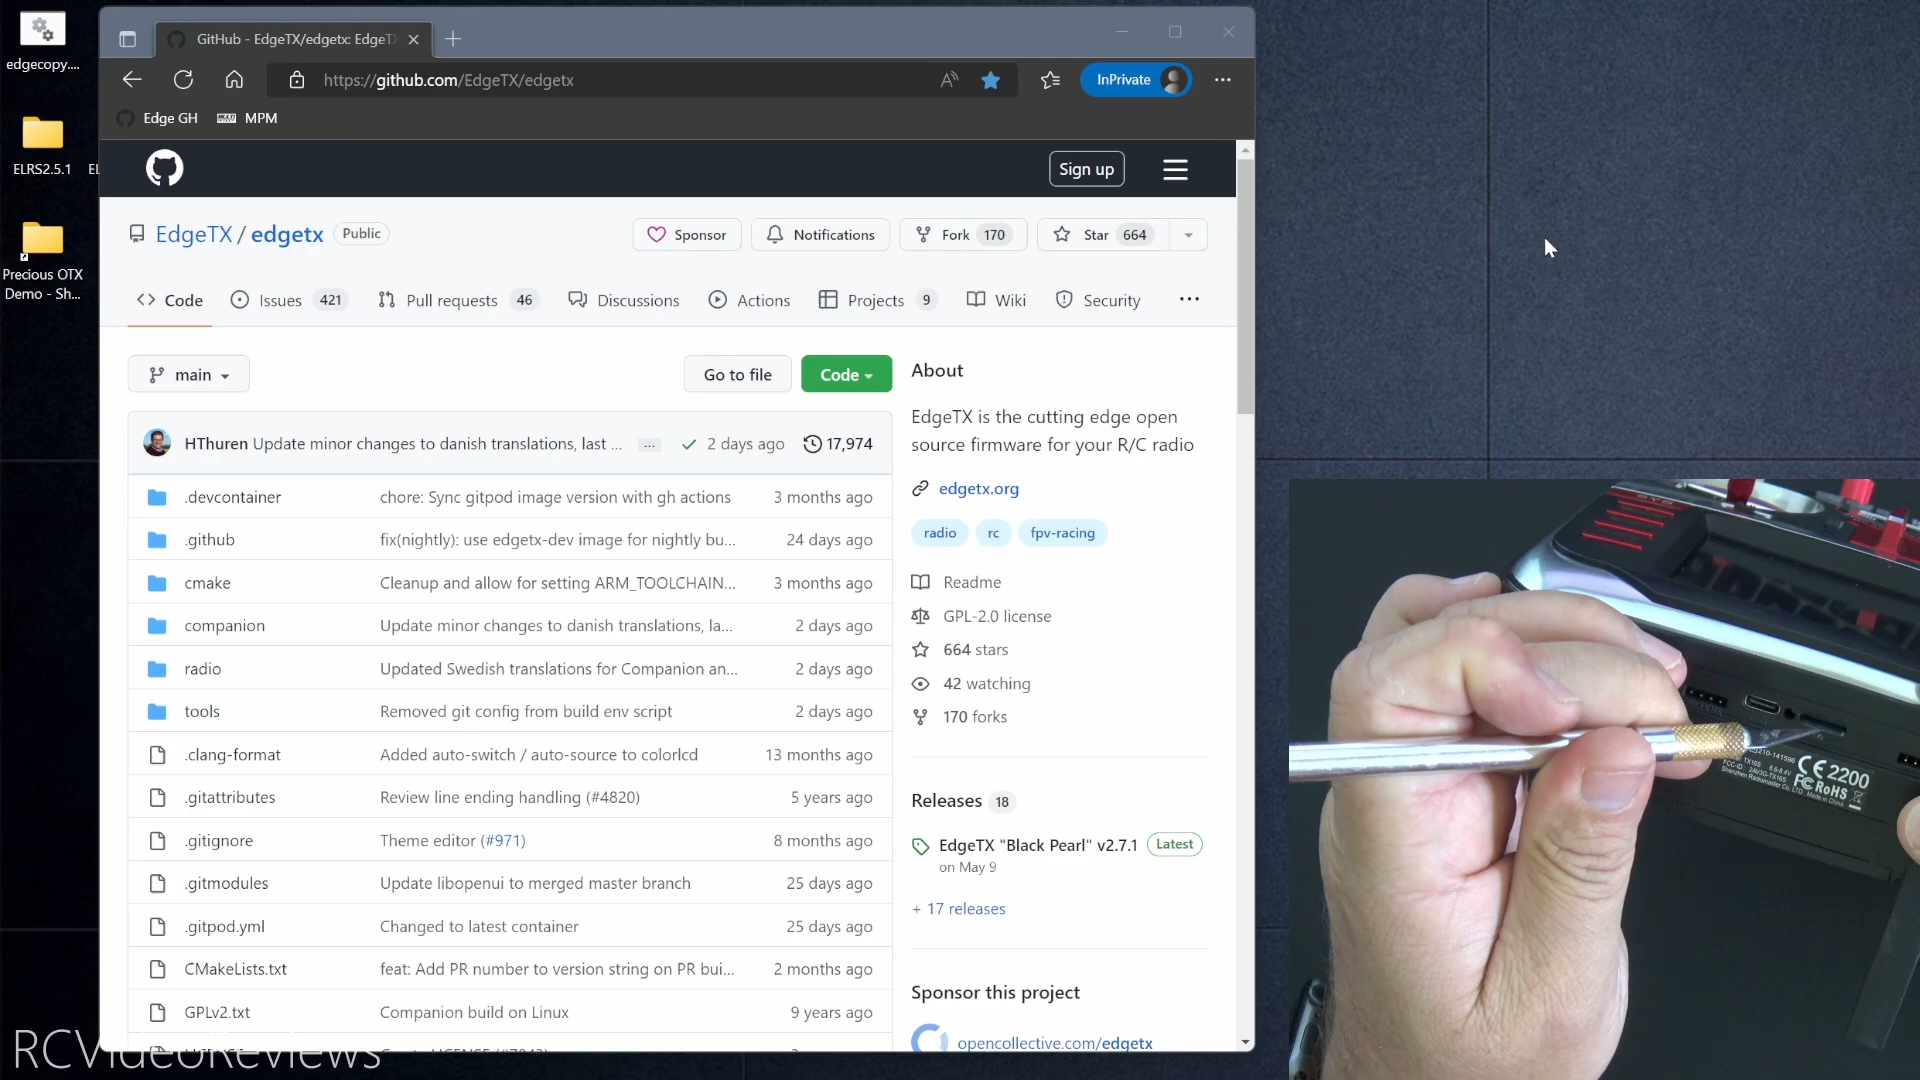 edgecopy....
ELRS2.5.1
EL
Precious OTX
Demo - Sh...
GitHub - EdgeTX/edgetx: EdgeT
https://github.com/EdgeTX/edgetx
InPrivate
Edge GH
MPM
Sign up
EdgeTX / edgetx
Public
Sponsor
Notifications
Fork 170
Star 664
Code
Issues 421
Pull requests 46
Discussions
Actions
Projects 9
Wiki
Security
main
Go to file
Code
HThuren Update minor changes to danish translations, last ...
2 days ago
17,974
.devcontainer
chore: Sync gitpod image version with gh actions
3 months ago
.github
fix(nightly): use edgetx-dev image for nightly bu...
24 days ago
cmake
Cleanup and allow for setting ARM_TOOLCHAIN...
3 months ago
companion
Update minor changes to danish translations, la...
2 days ago
radio
Updated Swedish translations for Companion an...
2 days ago
tools
Removed git config from build env script
2 days ago
.clang-format
Added auto-switch / auto-source to colorlcd
13 months ago
.gitattributes
Review line ending handling (#4820)
5 years ago
.gitignore
Theme editor (#971)
8 months ago
.gitmodules
Update libopenui to merged master branch
25 days ago
.gitpod.yml
Changed to latest container
25 days ago
CMakeLists.txt
feat: Add PR number to version string on PR bui...
2 months ago
GPLv2.txt
Companion build on Linux
9 years ago
About
EdgeTX is the cutting edge open
source firmware for your R/C radio
edgetx.org
radio
rc
fpv-racing
Readme
GPL-2.0 license
664 stars
42 watching
170 forks
Releases 18
EdgeTX "Black Pearl" v2.7.1
Latest
on May 9
+ 17 releases
Sponsor this project
opencollective.com/edgetx
CE 2200
FC RoHS
RCVideoReviews